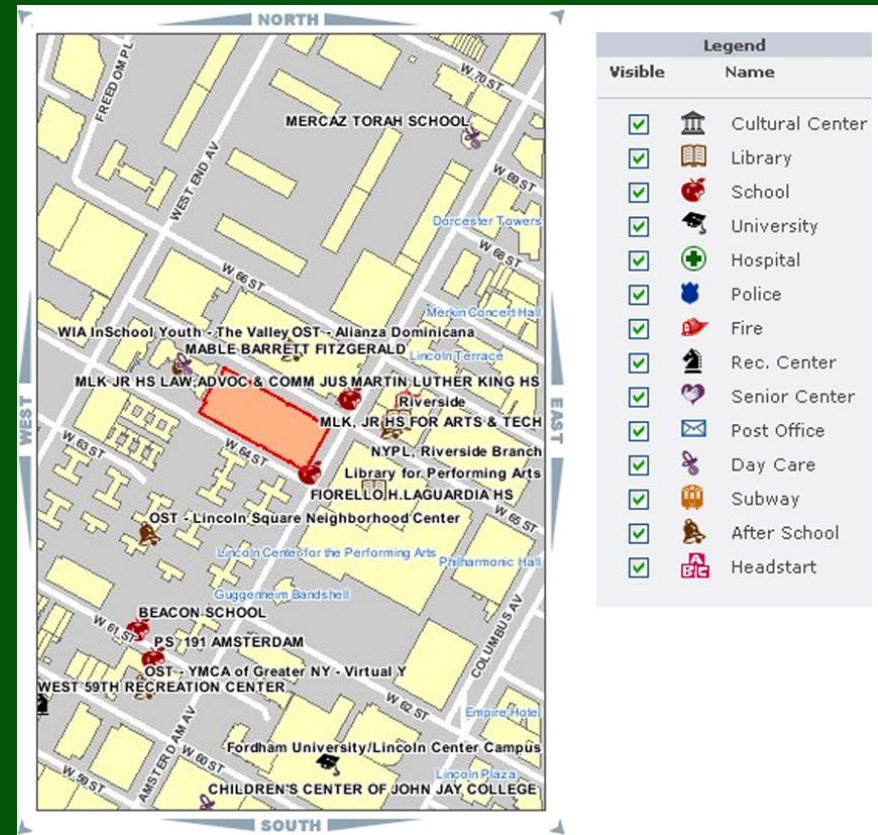 NORTH
FREEDOM PL
W 70 ST
MERCAZ TORAH SCHOOL
WEST END AV
W 69 ST
Dorcester Towers
W 68 ST
W 66 ST
Merkin Concert Hall
WIA InSchool Youth - The Valley OST - Alianza Dominicana
MABLE BARRETT FITZGERALD
Lincoln Terrace
MLK JR HS LAW,ADVOC & COMM JUS MARTIN LUTHER KING HS
Riverside
MLK, JR HS FOR ARTS & TECH
WEST
EAST
W 63 ST
W 64 ST
NYPL, Riverside Branch
Library for Performing Arts
FIORELLO H.LAGUARDIA HS
W 65 ST
OST - Lincoln Square Neighborhood Center
Lincoln Center for the Performing Arts
Philharmonic Hall
Guggenheim Bandshell
BEACON SCHOOL
W 61 ST
PS 191 AMSTERDAM
COLUMBUS AV
OST - YMCA of Greater NY - Virtual Y
WEST 59TH RECREATION CENTER
W 62 ST
Empire Hotel
AMSTERDAM AV
Fordham University/Lincoln Center Campus
W 60 ST
W 59 ST
Lincoln Plaza
CHILDREN'S CENTER OF JOHN JAY COLLEGE
SOUTH
Legend
Visible Name
Cultural Center
Library
School
University
Hospital
Police
Fire
Rec. Center
Senior Center
Post Office
Day Care
Subway
After School
Headstart
A
BC